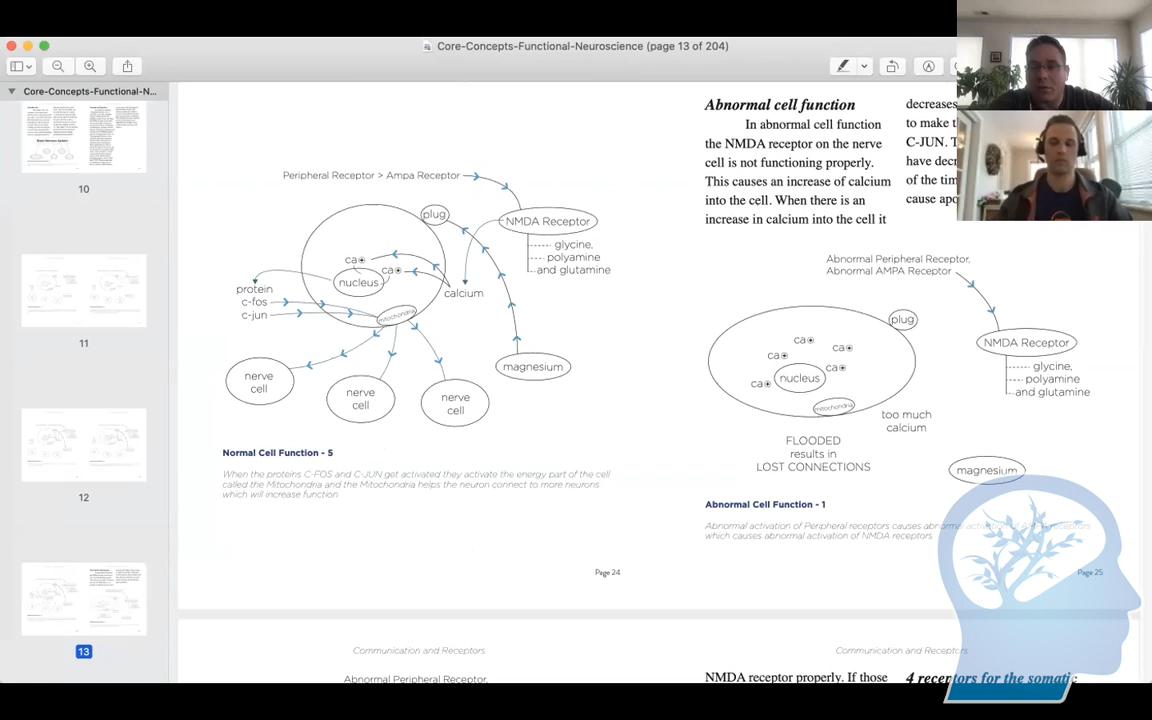 Core-Concepts-Functional-Neuroscience (page 13 of 204)
Core-Concepts-Functional-N...
10
11
12
13
Peripheral Receptor > Ampa Receptor
plug
NMDA Receptor
glycine,
polyamine
and glutamine
ca
ca
nucleus
calcium
protein
c-fos
c-jun
mitochondria
magnesium
nerve
cell
nerve
cell
nerve
cell
Normal Cell Function - 5
When the proteins C-FOS and C-JUN get activated they activate the energy part of the cell
called the Mitochondria and the Mitochondria helps the neuron connect to more neurons
which will increase function
Page 24
Abnormal cell function
In abnormal cell function
the NMDA receptor on the nerve
cell is not functioning properly.
This causes an increase of calcium
into the cell. When there is an
increase in calcium into the cell it
decreases
to make t
C-JUN. T
have decr
of the tim
cause apo
Abnormal Peripheral Receptor,
Abnormal AMPA Receptor
plug
NMDA Receptor
glycine,
polyamine
and glutamine
ca
ca
ca
ca
ca
nucleus
mitochondria
too much
calcium
FLOODED
results in
LOST CONNECTIONS
magnesium
Abnormal Cell Function - 1
Abnormal activation of Peripheral receptors causes abnormal activation of AMPA receptors
which causes abnormal activation of NMDA receptors
Page 25
Communication and Receptors
Abnormal Peripheral Receptor,
Communication and Receptors
NMDA receptor properly. If those
4 receptors for the somatic